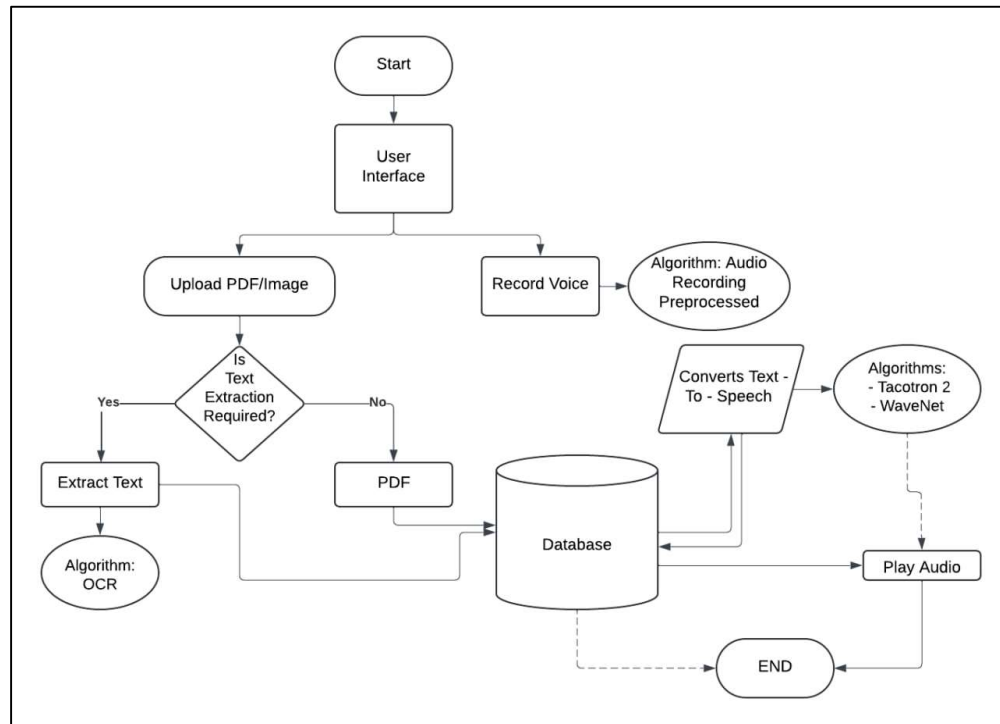 Start
User
Interface
Upload PDF/Image
Record Voice
Algorithm: Audio
Recording
Preprocessed
Is
Text
Extraction
Required?
Yes
No
Converts Text -
To - Speech
Algorithms:
- Tacotron 2
- WaveNet
Extract Text
PDF
Database
Algorithm:
OCR
Play Audio
END